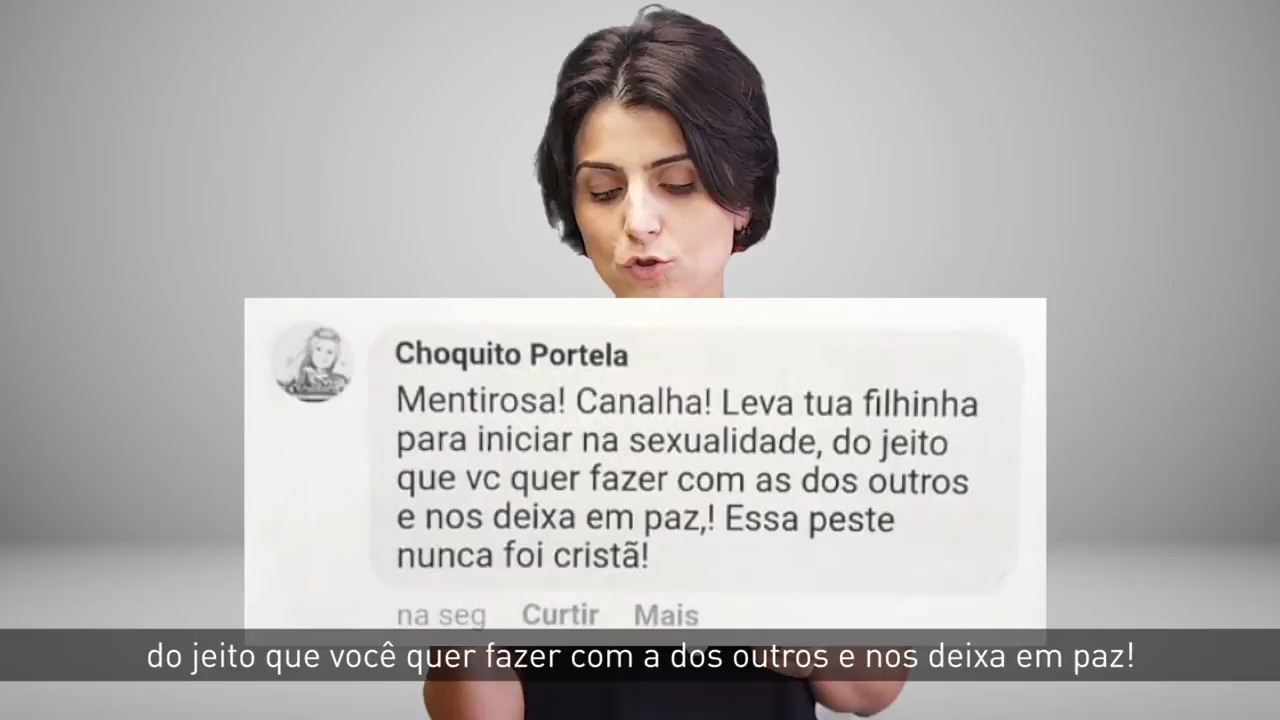 Choquito Portela
Mentirosa! Canalha! Leva tua filhinha
para iniciar na sexualidade, do jeito
que vc quer fazer com as dos outros
e nos deixa em paz,! Essa peste
nunca foi cristã!
na seg Curtir Mais
do jeito que você quer fazer com a dos outros e nos deixa em paz!